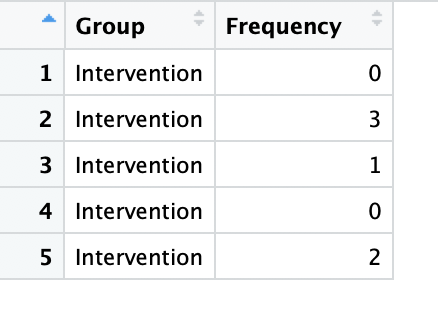 Group Frequency
1 Intervention 0
2 Intervention 3
3 Intervention 1
4 Intervention 0
5 Intervention 2